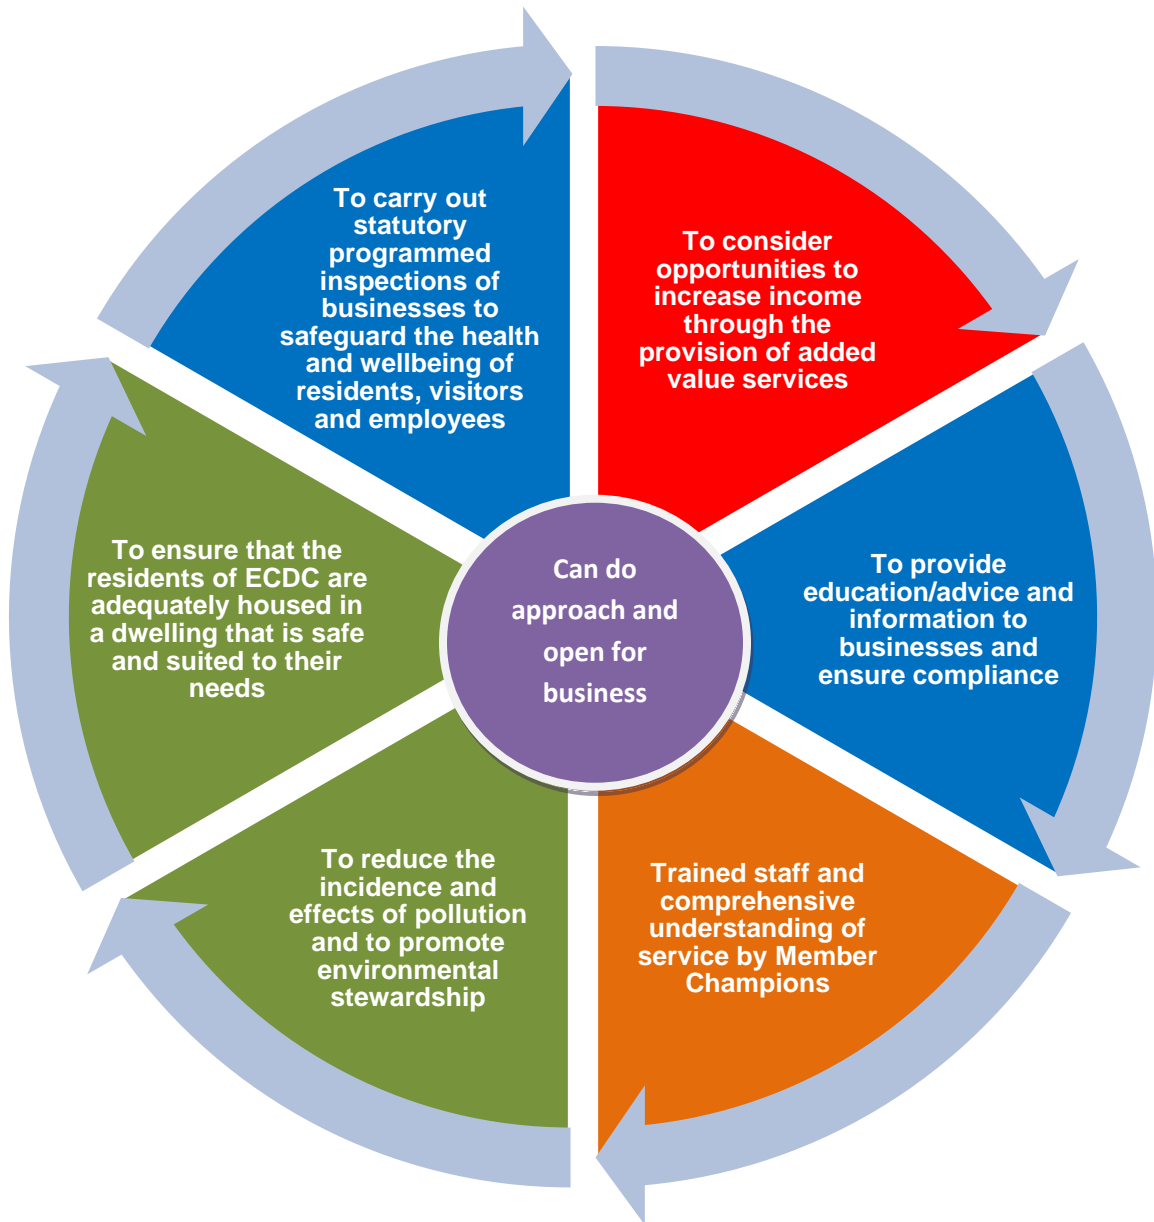 To carry out
statutory
programmed
inspections of
businesses to
safeguard the health
and wellbeing of
residents, visitors
and employees
To consider
opportunities to
increase income
through the
provision of added
value services
To provide
education/advice and
information to
businesses and
ensure compliance
Trained staff and
comprehensive
understanding of
service by Member
Champions
To reduce the
incidence and
effects of pollution
and to promote
environmental
stewardship
To ensure that the
residents of ECDC are
adequately housed in
a dwelling that is safe
and suited to their
needs
Can do
approach and
open for
business